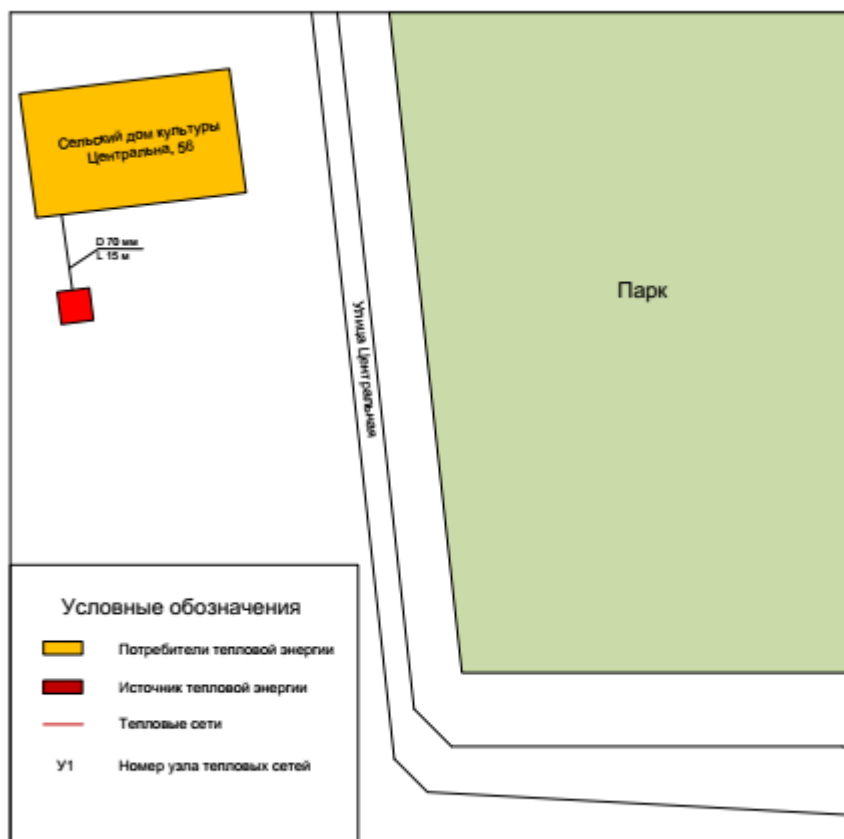 Сельский дом культуры
Центральна, 56
D 70 мм
L 15 м
Улица Центральная
Парк
Условные обозначения
Потребители тепловой энергии
Источник тепловой энергии
Тепловые сети
У1 Номер узла тепловых сетей